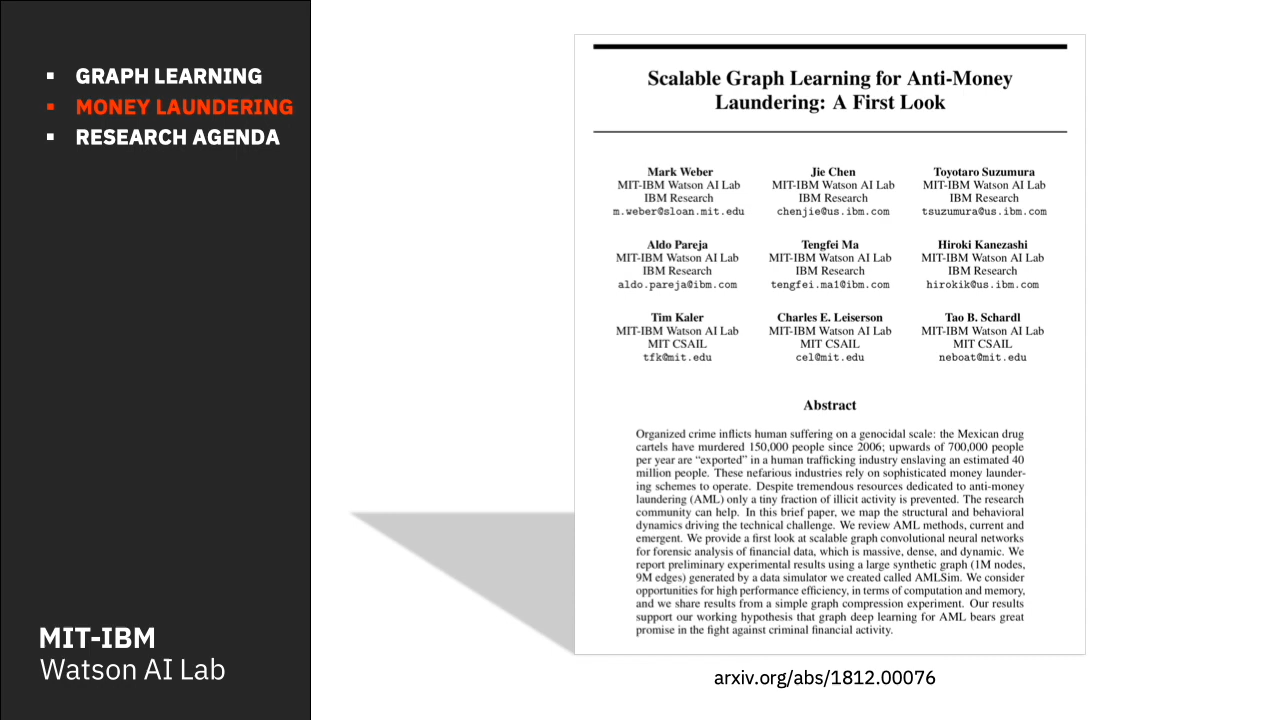 GRAPH LEARNING
MONEY LAUNDERING
RESEARCH AGENDA
MIT-IBM
Watson AI Lab
Scalable Graph Learning for Anti-Money
Laundering: A First Look
Mark Weber
MIT-IBM Watson AI Lab
IBM Research
m.weber@sloan.mit.edu
Jie Chen
MIT-IBM Watson AI Lab
IBM Research
chenjie@us.ibm.com
Toyotaro Suzumura
MIT-IBM Watson AI Lab
IBM Research
tsuzumura@us.ibm.com
Aldo Pareja
MIT-IBM Watson AI Lab
IBM Research
aldo.pareja@ibm.com
Tengfei Ma
MIT-IBM Watson AI Lab
IBM Research
tengfei.ma1@ibm.com
Hiroki Kanezashi
MIT-IBM Watson AI Lab
IBM Research
hirokik@us.ibm.com
Tim Kaler
MIT-IBM Watson AI Lab
MIT CSAIL
tfk@mit.edu
Charles E. Leiserson
MIT-IBM Watson AI Lab
MIT CSAIL
cel@mit.edu
Tao B. Schardl
MIT-IBM Watson AI Lab
MIT CSAIL
neboat@mit.edu
Abstract
Organized crime inflicts human suffering on a genocidal scale: the Mexican drug
cartels have murdered 150,000 people since 2006; upwards of 700,000 people
per year are “exported” in a human trafficking industry enslaving an estimated 40
million people. These nefarious industries rely on sophisticated money launder-
ing schemes to operate. Despite tremendous resources dedicated to anti-money
laundering (AML) only a tiny fraction of illicit activity is prevented. The research
community can help. In this brief paper, we map the structural and behavioral
dynamics driving the technical challenge. We review AML methods, current and
emergent. We provide a first look at scalable graph convolutional neural networks
for forensic analysis of financial data, which is massive, dense, and dynamic. We
report preliminary experimental results using a large synthetic graph (1M nodes,
9M edges) generated by a data simulator we created called AMLSim. We consider
opportunities for high performance efficiency, in terms of computation and memory,
and we share results from a simple graph compression experiment. Our results
support our working hypothesis that graph deep learning for AML bears great
promise in the fight against criminal financial activity.
arxiv.org/abs/1812.00076